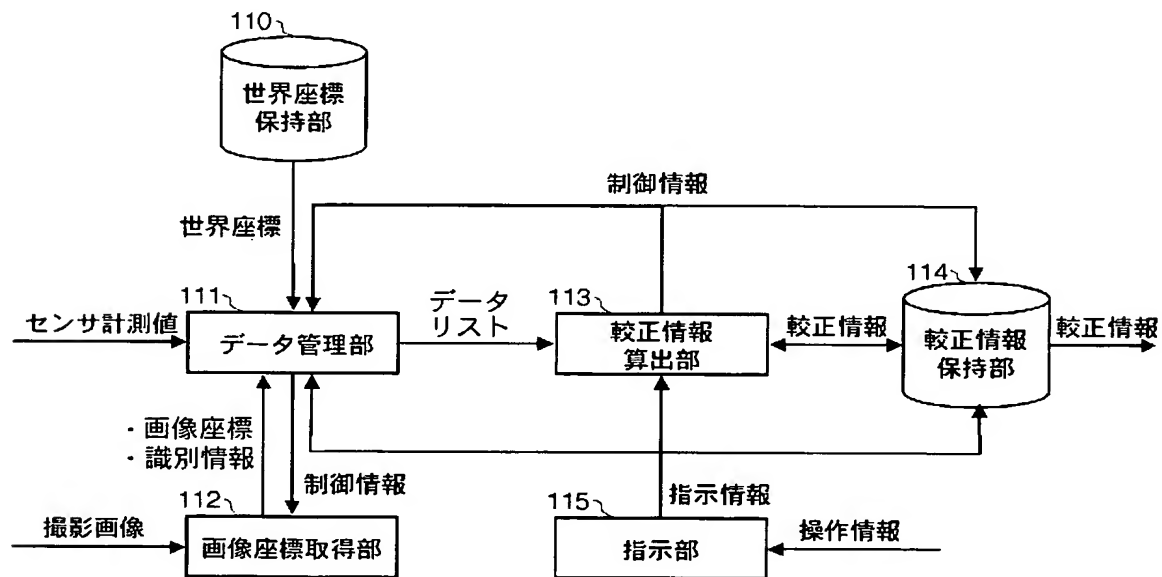 110
世界座標
保持部
制御情報
世界座標
114
111
データ
リスト
113
センサ計測値
データ管理部
較正情報
算出部
較正情報
較正情報
保持部
較正情報
・画像座標
・識別情報
制御情報
指示情報
112
115
撮影画像
画像座標取得部
指示部
操作情報